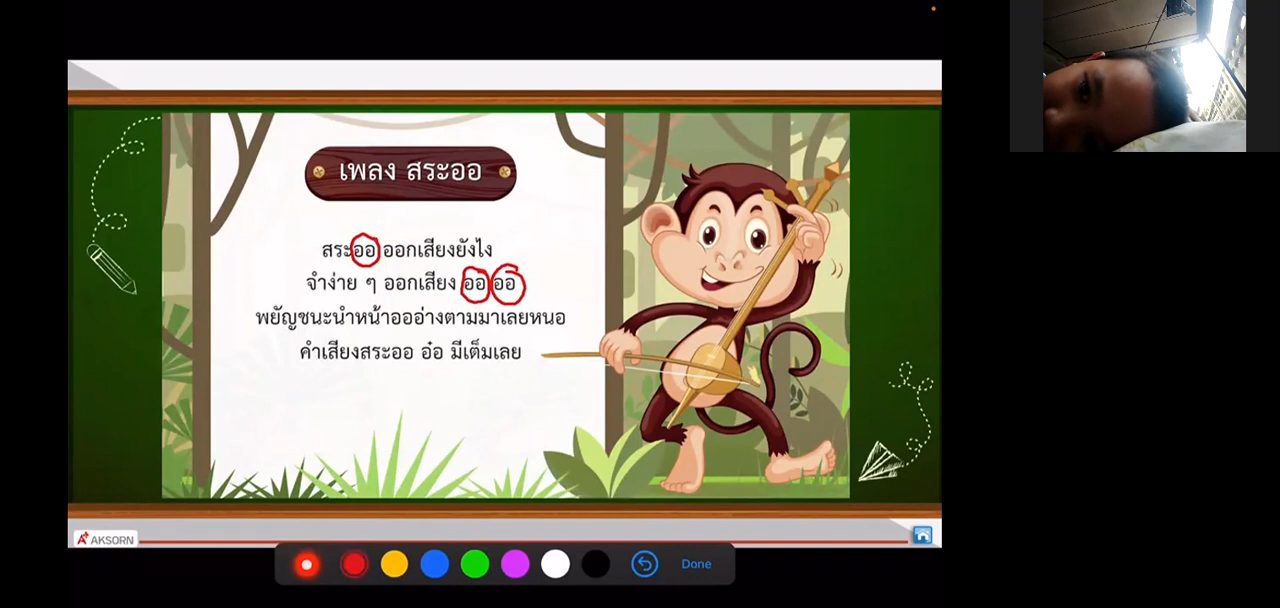 เพลง สระออ
สระออ ออกเสียงยังไง
จำง่าย ๆ ออกเสียง ออ ออ
พยัญชนะนำหน้าอออ่างตามมาเลยหนอ
คำเสียงสระออ อ๋อ มีเต็มเลย
AKSORN
Done